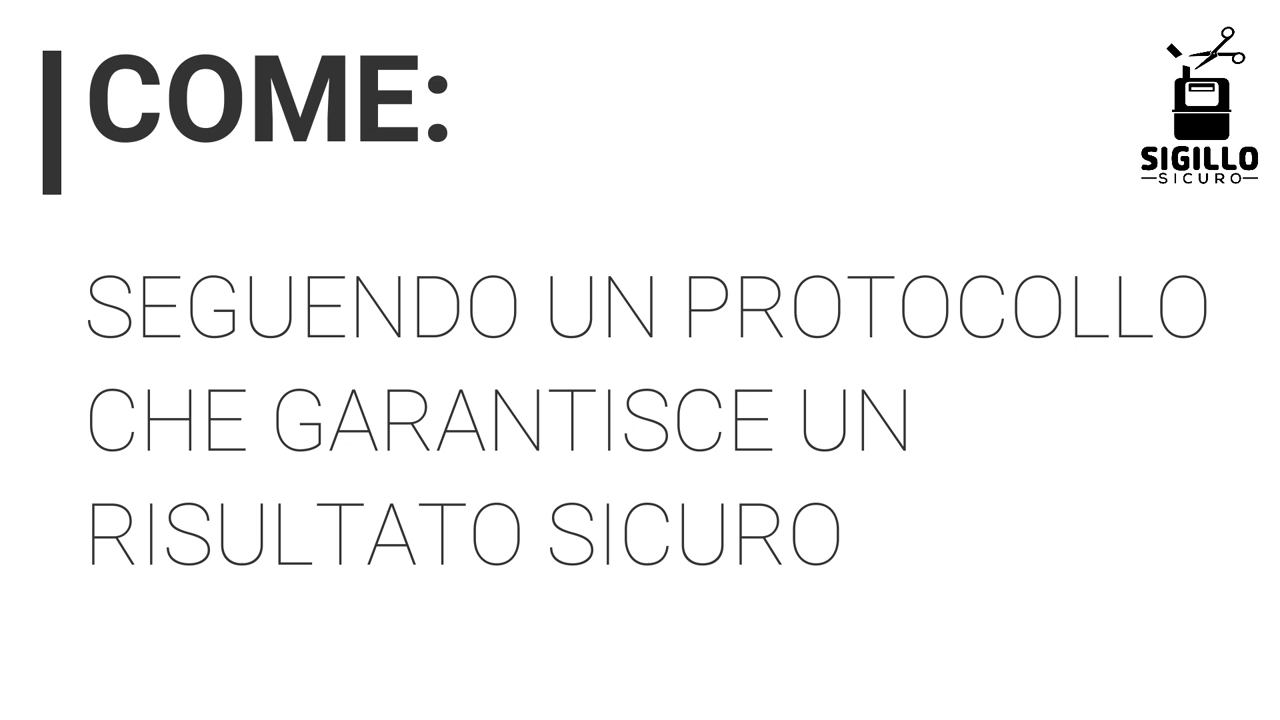 COME:
SIGILLO
SICURO
SEGUENDO UN PROTOCOLLO
CHE GARANTISCE UN
RISULTATO SICURO